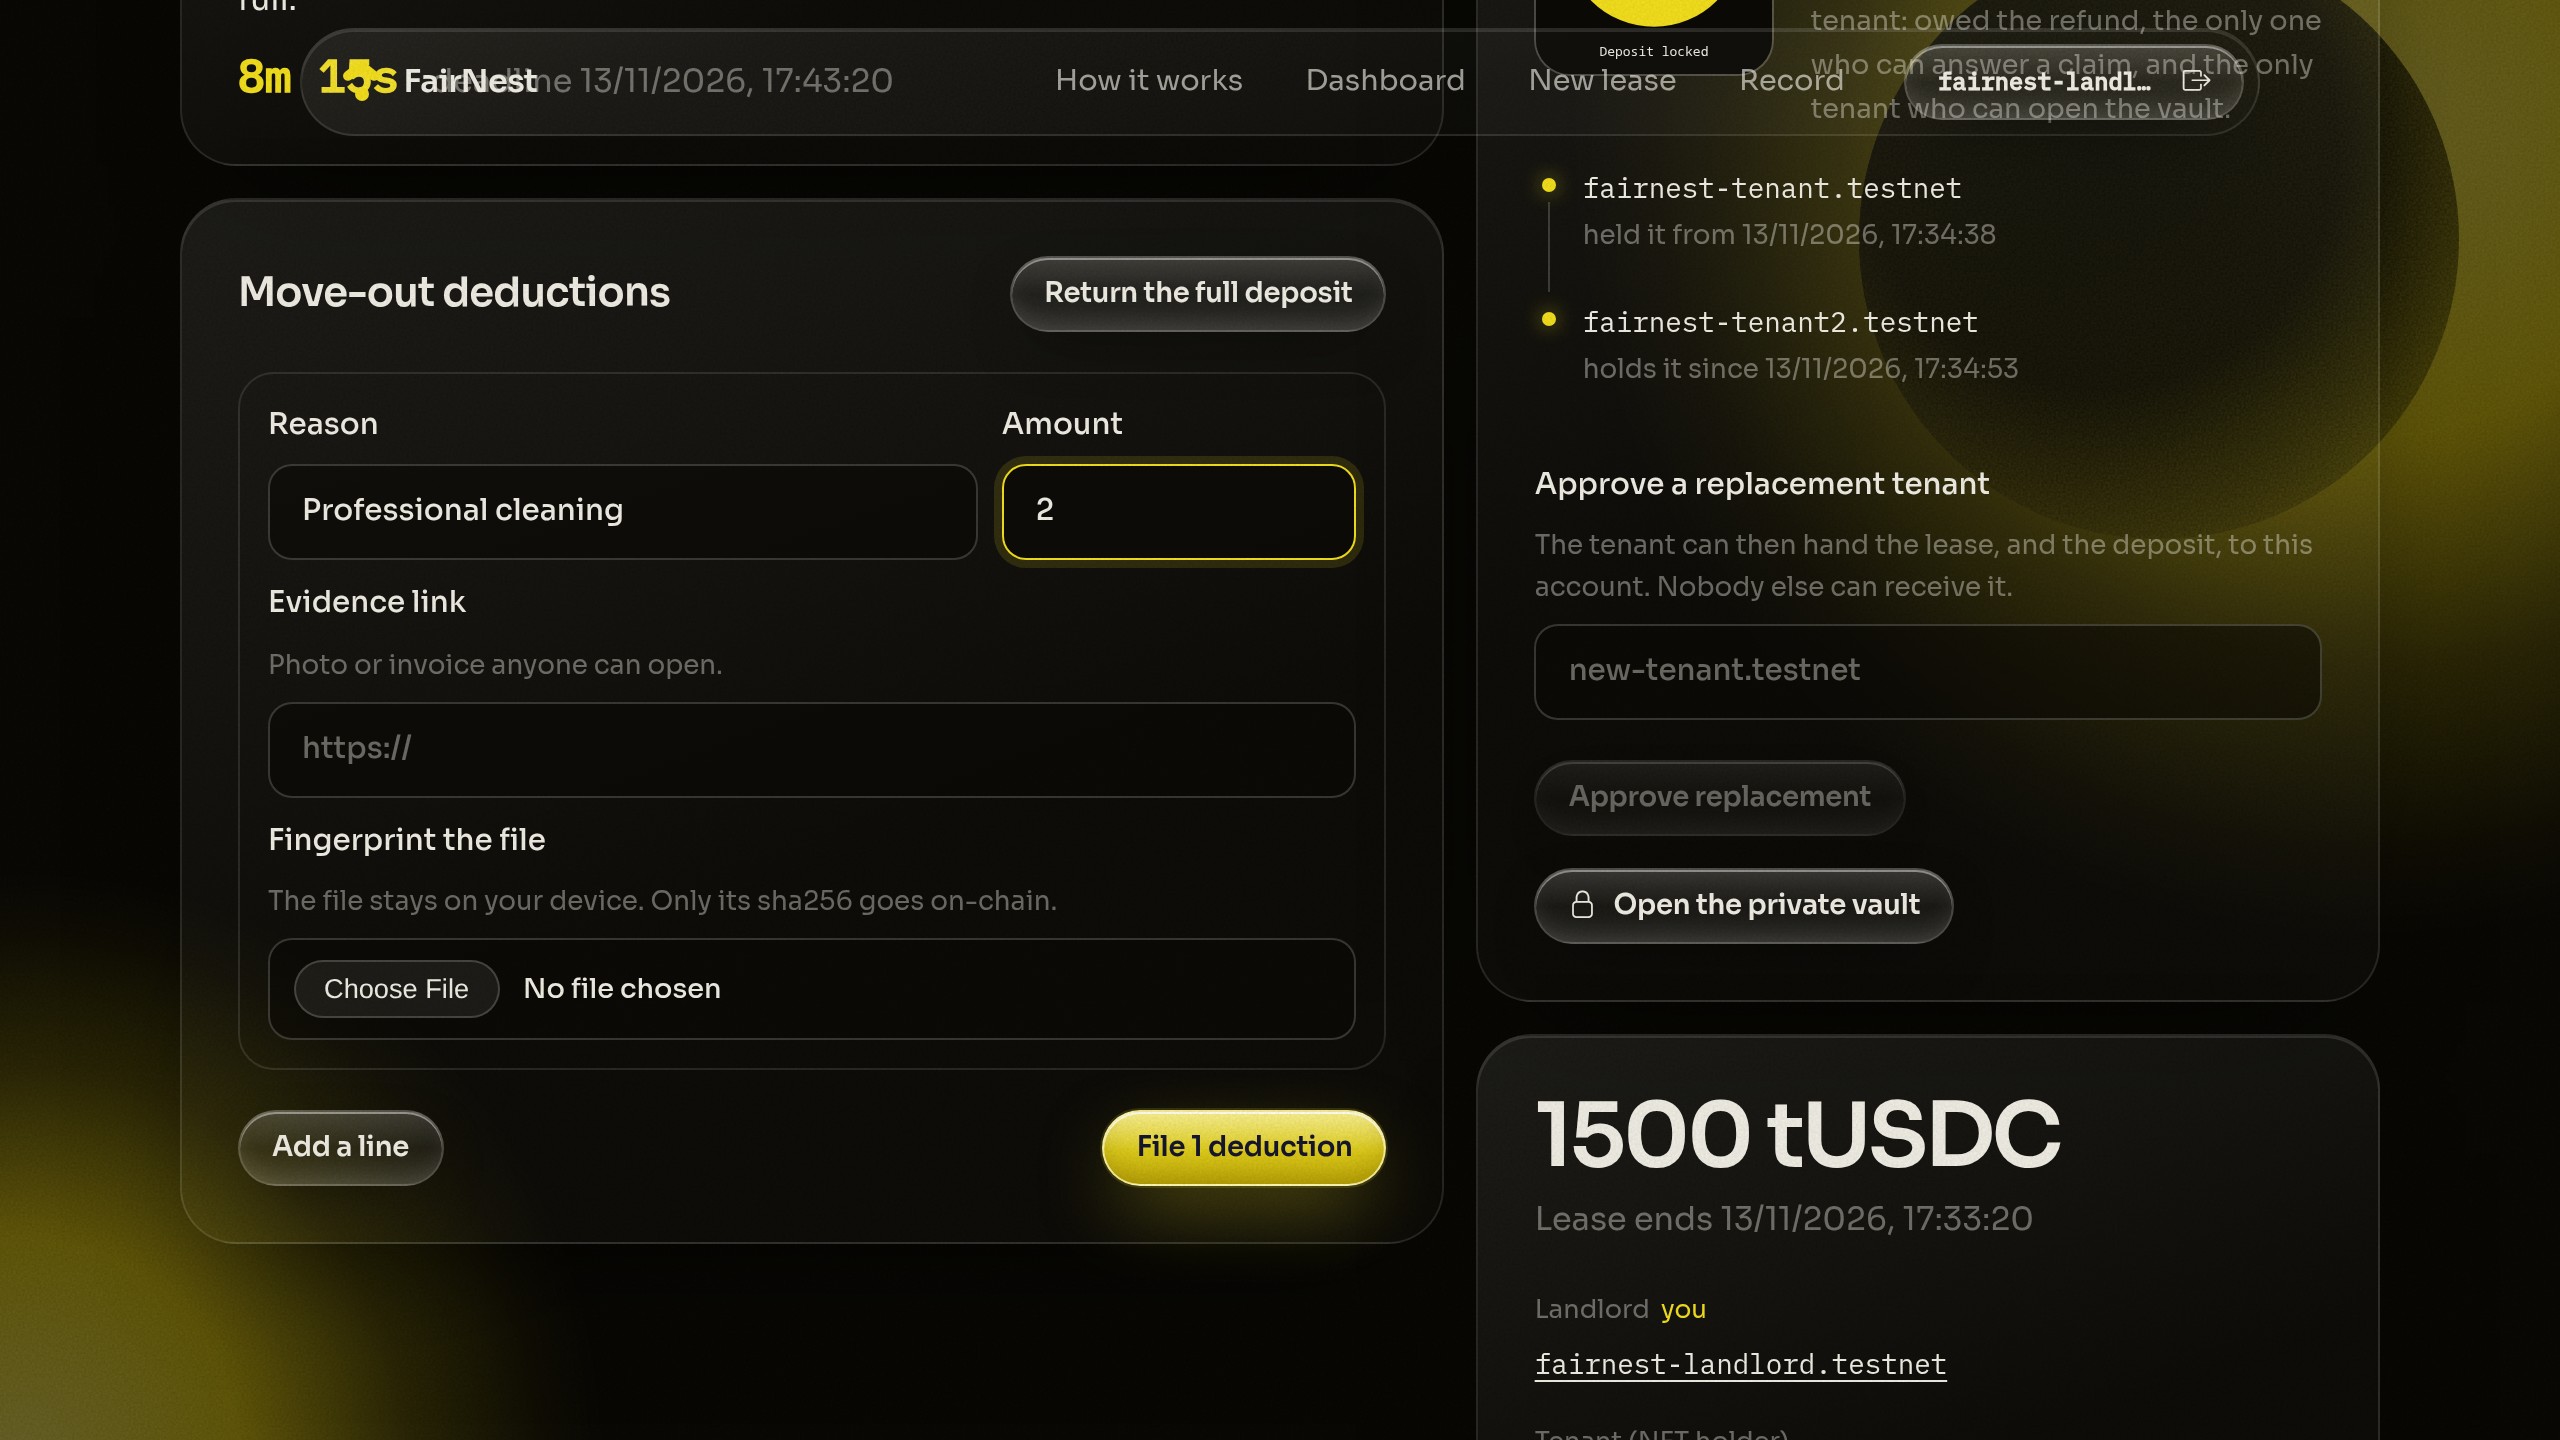 full.
8m 15s
deadline 13/11/2026, 17:43:20
FairNest
How it works
Dashboard
New lease
Record
fairnest-landl…
Move-out deductions
Return the full deposit
Reason
Amount
Professional cleaning
2
Evidence link
Photo or invoice anyone can open.
https://
Fingerprint the file
The file stays on your device. Only its sha256 goes on-chain.
Choose File
No file chosen
Add a line
File 1 deduction
Deposit locked
tenant: owed the refund, the only one
who can answer a claim, and the only
tenant who can open the vault.
fairnest-tenant.testnet
held it from 13/11/2026, 17:34:38
fairnest-tenant2.testnet
holds it since 13/11/2026, 17:34:53
Approve a replacement tenant
The tenant can then hand the lease, and the deposit, to this
account. Nobody else can receive it.
new-tenant.testnet
Approve replacement
Open the private vault
1500 tUSDC
Lease ends 13/11/2026, 17:33:20
Landlord you
fairnest-landlord.testnet
Tenant (NFT holder)